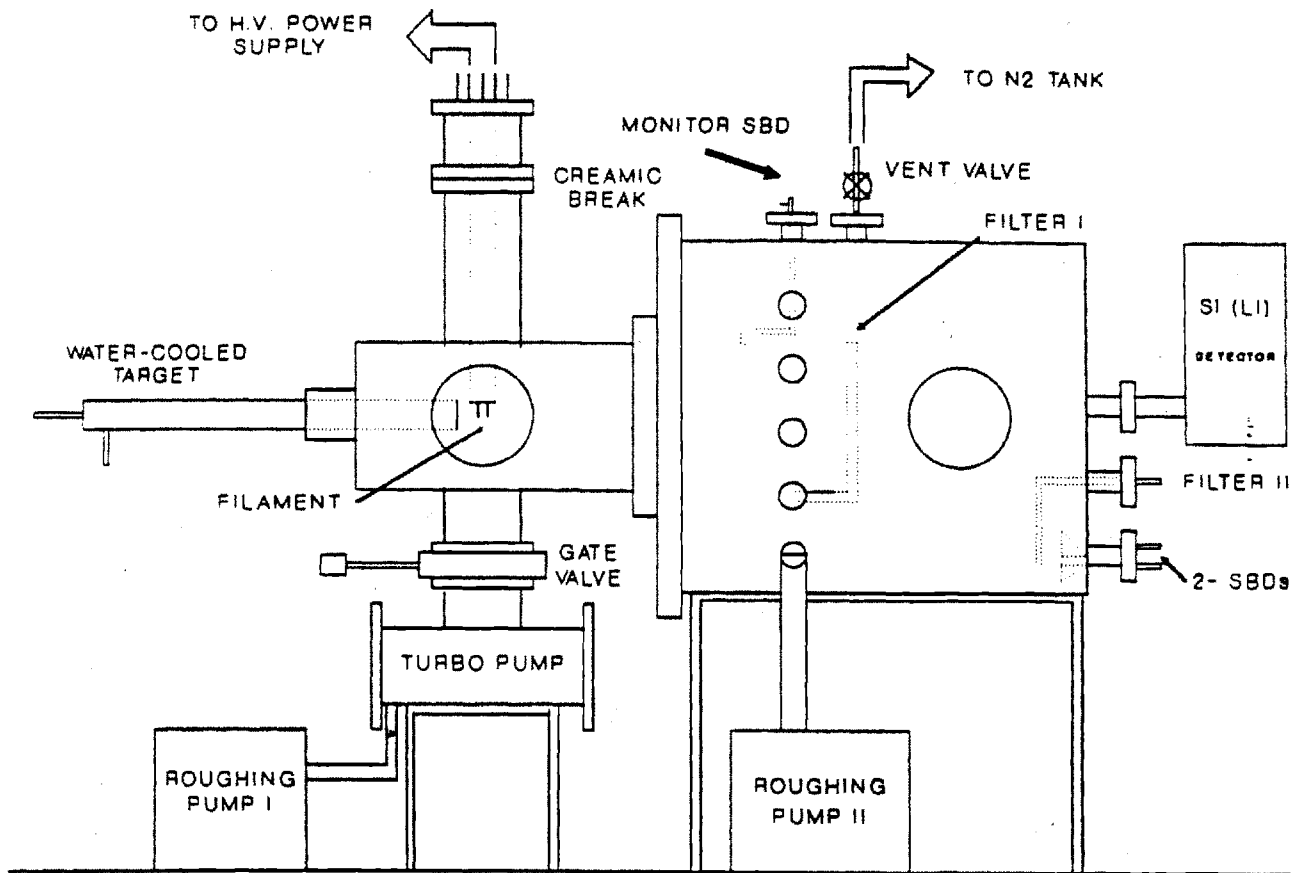 TO H.V. POWER
SUPPLY
TO N2 TANK
MONITOR SBD
CREAMIC
BREAK
VENT VALVE
FILTER I
SI (LI)
DETECTOR
WATER-COOLED
TARGET
FILAMENT
FILTER II
GATE
VALVE
2- SBDs
TURBO PUMP
ROUGHING
PUMP I
ROUGHING
PUMP II